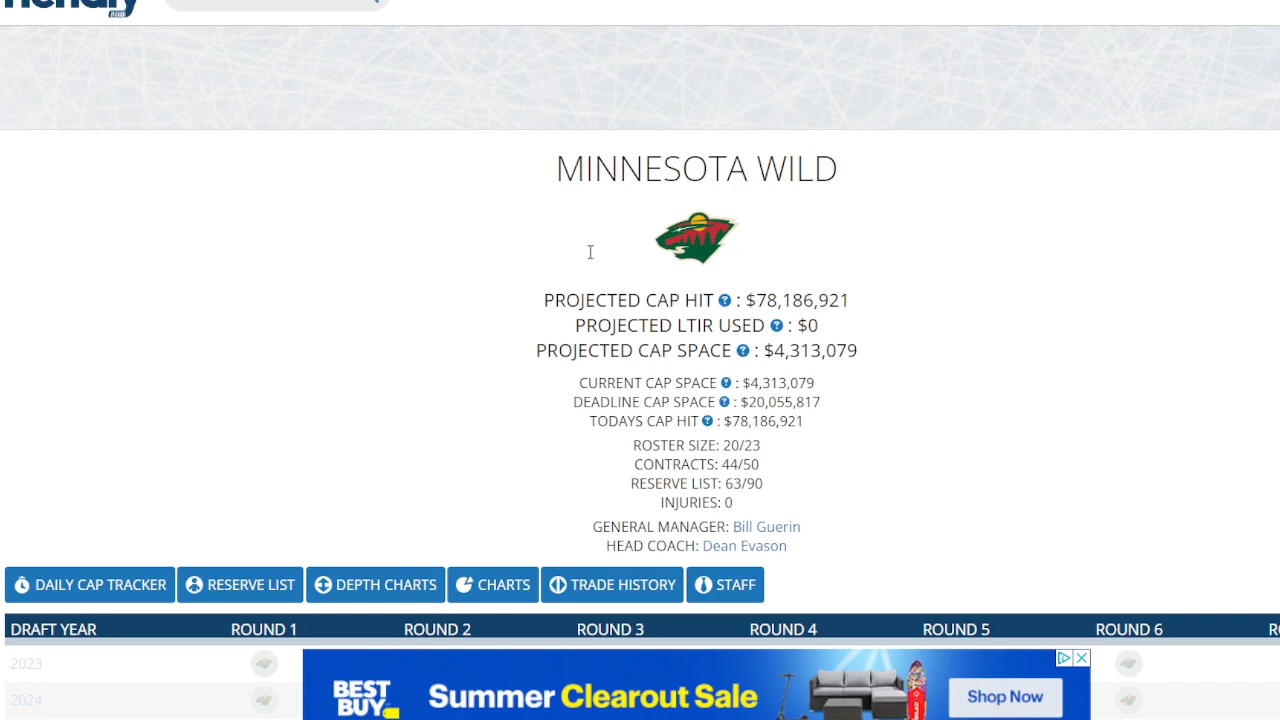 MINNESOTA WILD
PROJECTED CAP HIT ? : $78,186,921
PROJECTED LTIR USED ? : $0
PROJECTED CAP SPACE ? : $4,313,079
CURRENT CAP SPACE ? : $4,313,079
DEADLINE CAP SPACE ? : $20,055,817
TODAYS CAP HIT ? : $78,186,921
ROSTER SIZE: 20/23
CONTRACTS: 44/50
RESERVE LIST: 63/90
INJURIES: 0
GENERAL MANAGER: Bill Guerin
HEAD COACH: Dean Evason
DAILY CAP TRACKER RESERVE LIST DEPTH CHARTS CHARTS TRADE HISTORY STAFF
DRAFT YEAR ROUND 1 ROUND 2 ROUND 3 ROUND 4 ROUND 5 ROUND 6
2023
2024
BEST BUY Summer Clearout Sale Shop Now